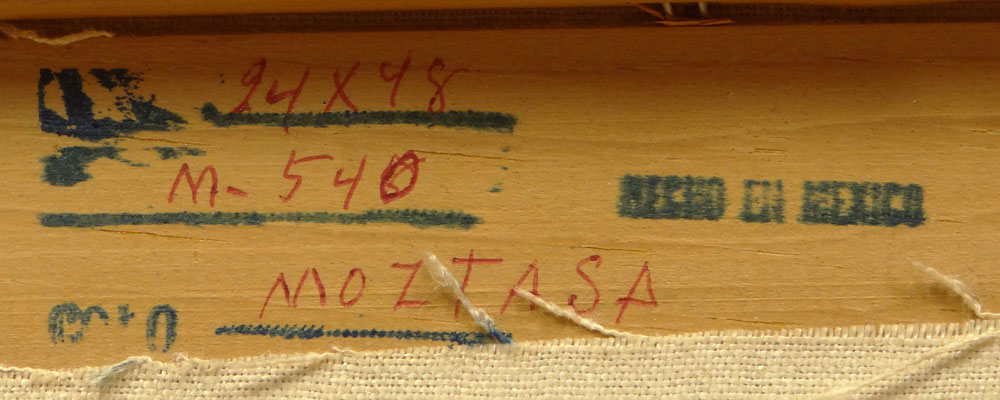 24X48
M-540
HECHO EN MEXICO
MOZTASA